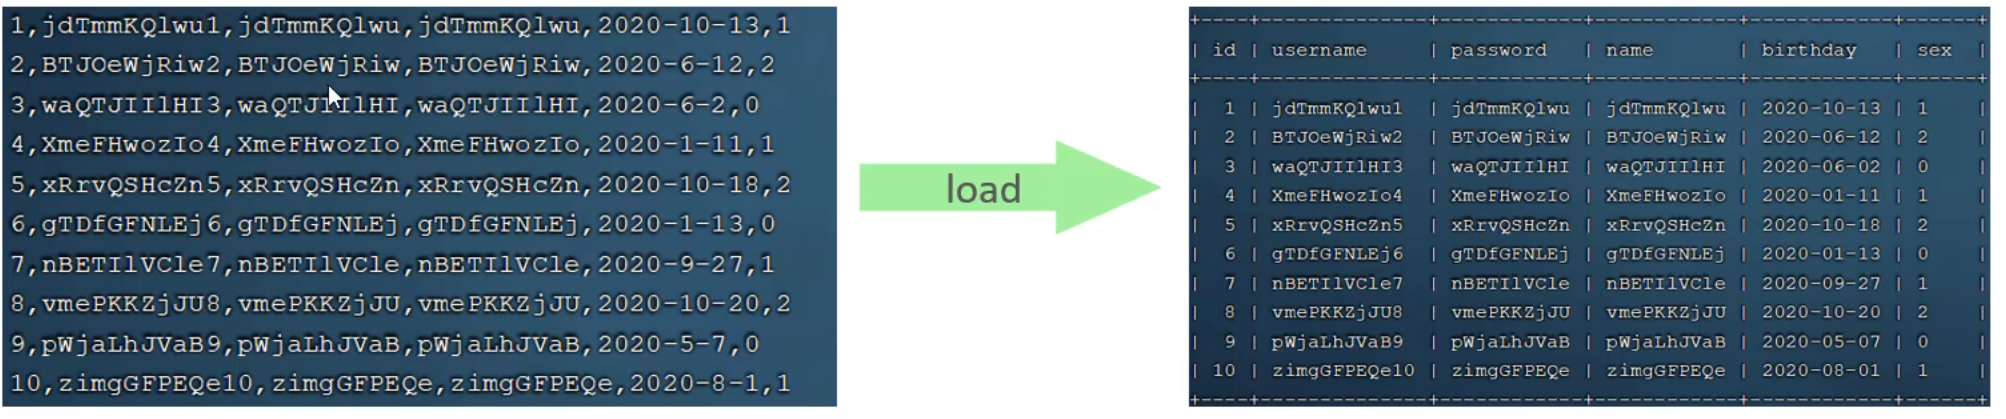 1,jdTmmKQlwu1,jdTmmKQlwu,jdTmmKQlwu,2020-10-13,1
2,BTJOeWjRiw2,BTJOeWjRiw,BTJOeWjRiw,2020-6-12,2
3,waQTJIIlHI3,waQTJIIlHI,waQTJIIlHI,2020-6-2,0
4,XmeFHwozIo4,XmeFHwozIo,XmeFHwozIo,2020-1-11,1
5,xRrvQSHcZn5,xRrvQSHcZn,xRrvQSHcZn,2020-10-18,2
6,gTDfGFNLEj6,gTDfGFNLEj,gTDfGFNLEj,2020-1-13,0
7,nBETIlVCle7,nBETIlVCle,nBETIlVCle,2020-9-27,1
8,vmePKKZjJU8,vmePKKZjJU,vmePKKZjJU,2020-10-20,2
9,pWjaLhJVaB9,pWjaLhJVaB,pWjaLhJVaB,2020-5-7,0
10,zimgGFPEQe10,zimgGFPEQe,zimgGFPEQe,2020-8-1,1
load
| id | username | password | name | birthday | sex |
| 1 | jdTmmKQlwu1 | jdTmmKQlwu | jdTmmKQlwu | 2020-10-13 | 1 |
| 2 | BTJOeWjRiw2 | BTJOeWjRiw | BTJOeWjRiw | 2020-06-12 | 2 |
| 3 | waQTJIIlHI3 | waQTJIIlHI | waQTJIIlHI | 2020-06-02 | 0 |
| 4 | XmeFHwozIo4 | XmeFHwozIo | XmeFHwozIo | 2020-01-11 | 1 |
| 5 | xRrvQSHcZn5 | xRrvQSHcZn | xRrvQSHcZn | 2020-10-18 | 2 |
| 6 | gTDfGFNLEj6 | gTDfGFNLEj | gTDfGFNLEj | 2020-01-13 | 0 |
| 7 | nBETIlVCle7 | nBETIlVCle | nBETIlVCle | 2020-09-27 | 1 |
| 8 | vmePKKZjJU8 | vmePKKZjJU | vmePKKZjJU | 2020-10-20 | 2 |
| 9 | pWjaLhJVaB9 | pWjaLhJVaB | pWjaLhJVaB | 2020-05-07 | 0 |
| 10 | zimgGFPEQe10 | zimgGFPEQe | zimgGFPEQe | 2020-08-01 | 1 |